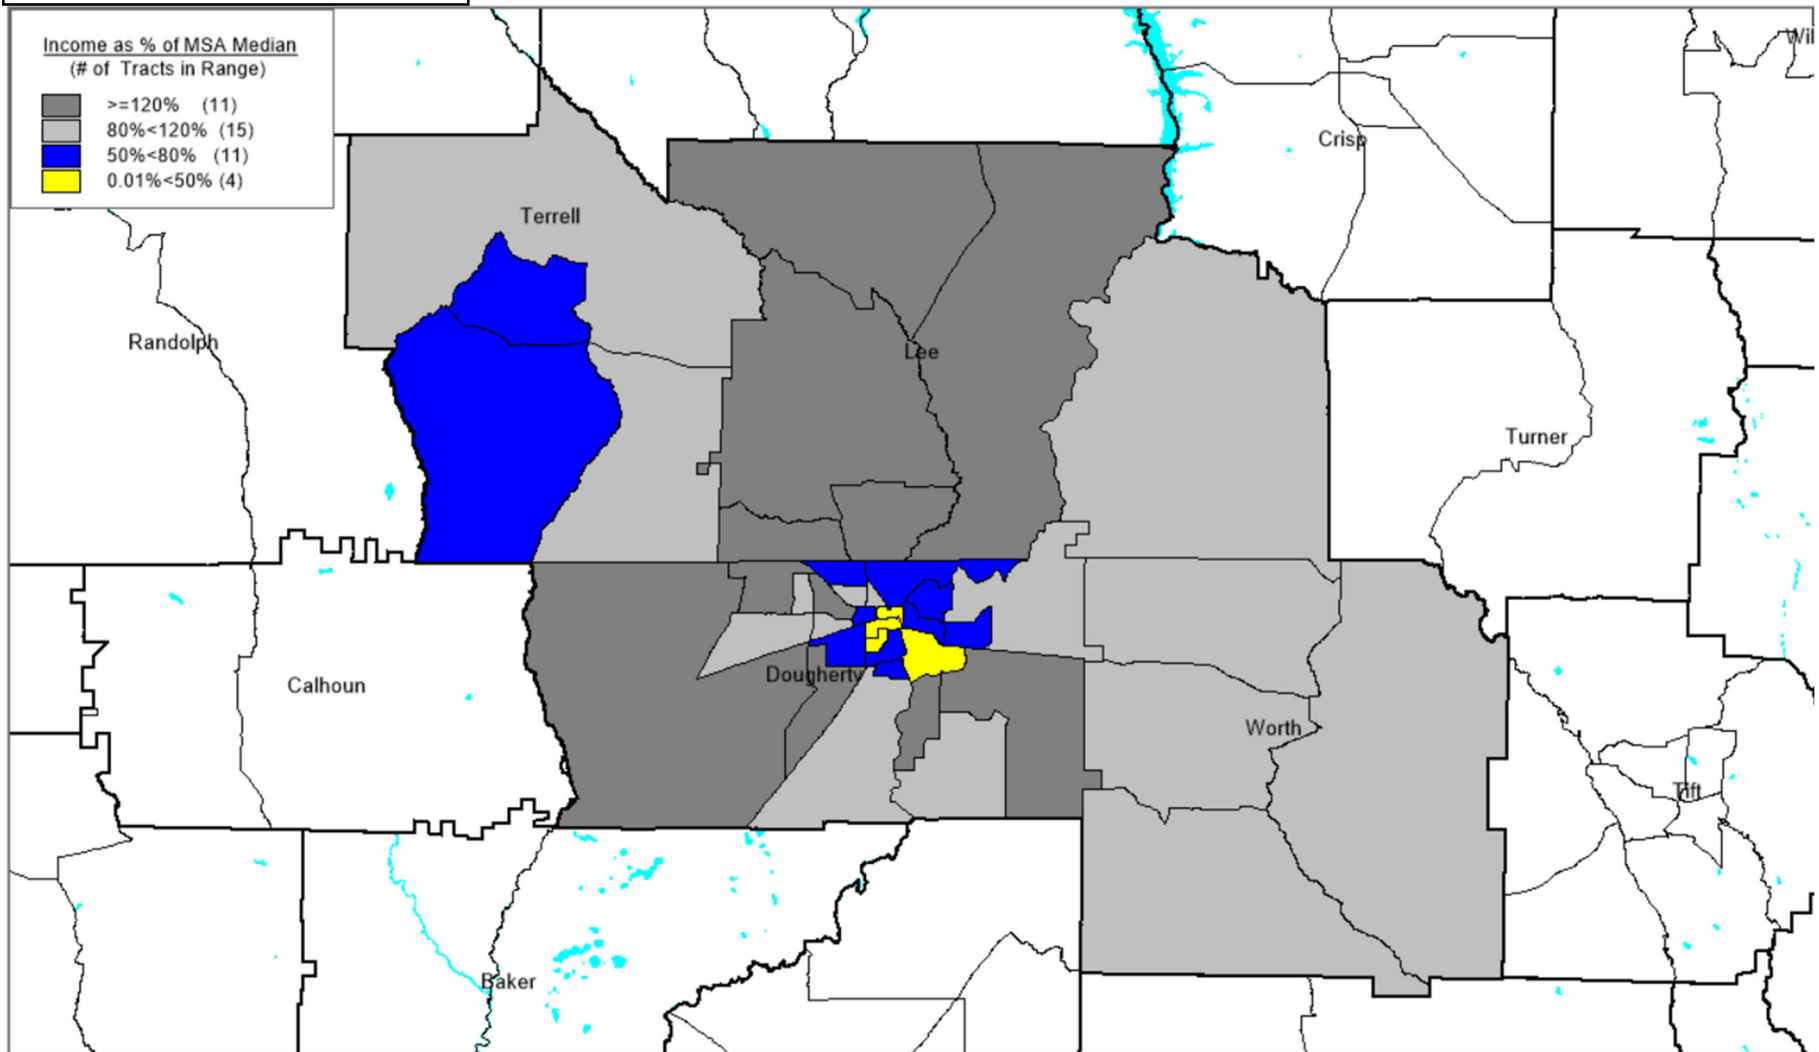 Income as % of MSA Median
(# of Tracts in Range)
>=120% (11)
80%<120% (15)
50%<80% (11)
0.01%<50% (4)
Wil
Crisp
Terrell
Randolph
Lee
Turner
Dougherty
Calhoun
Worth
Tift
Baker